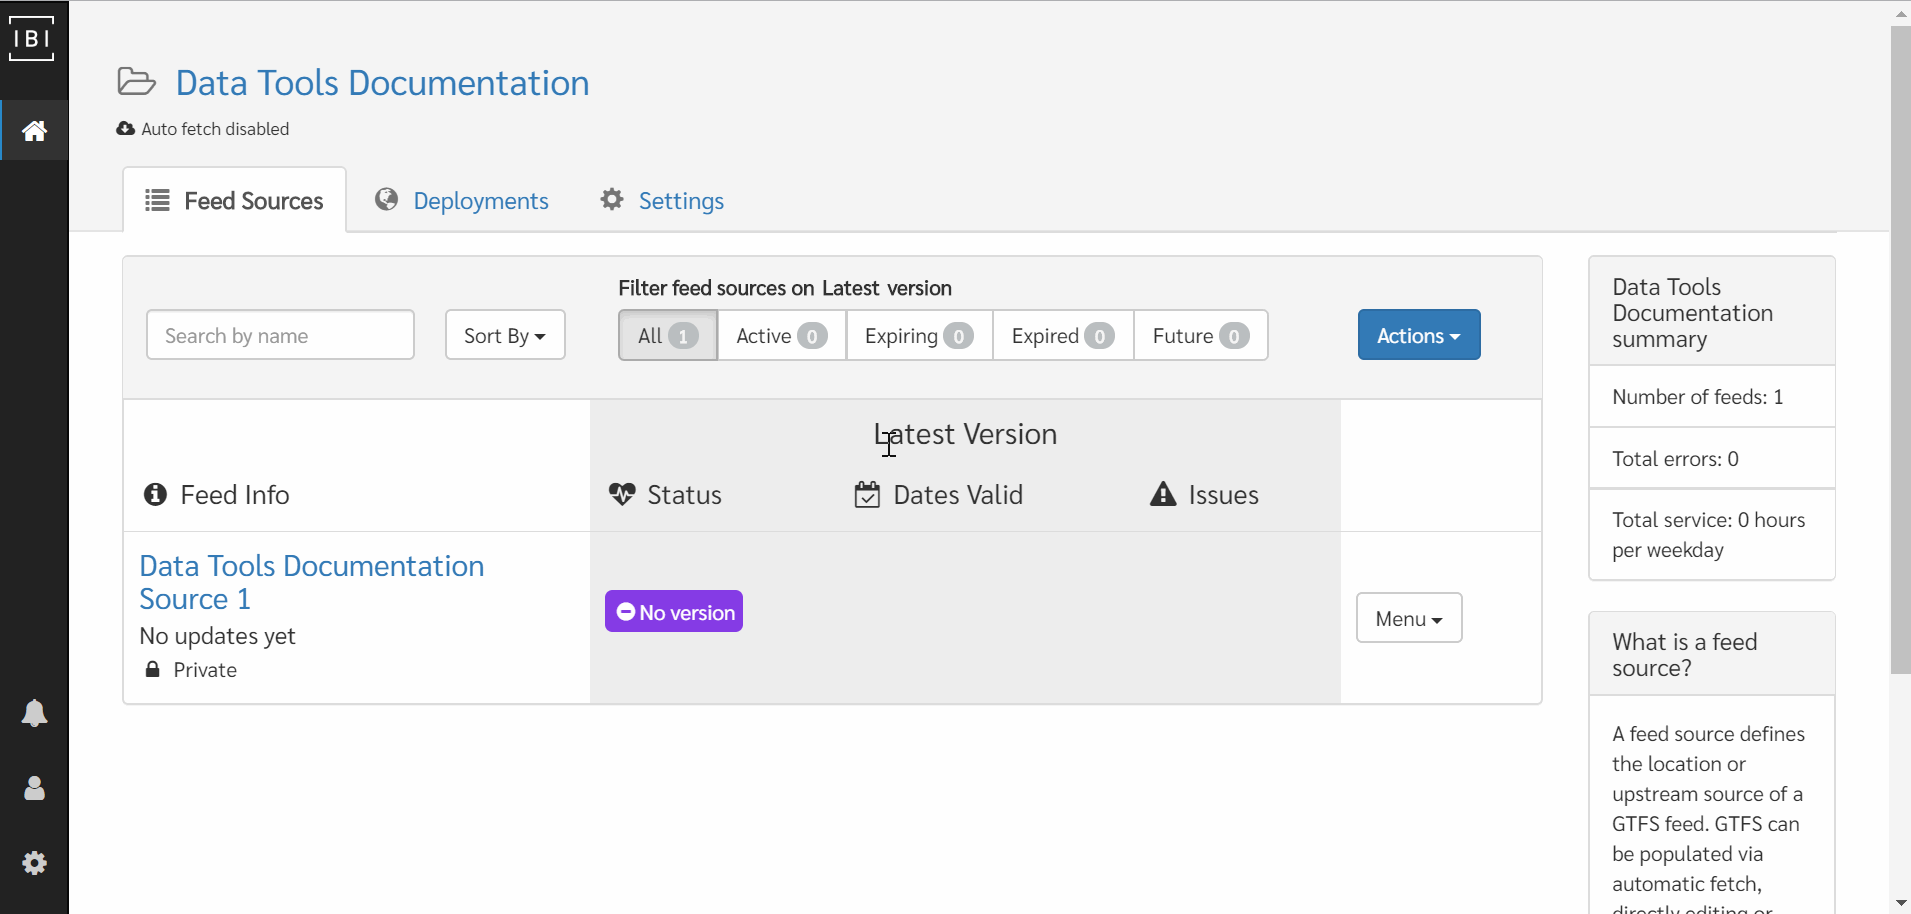 IBI
Data Tools Documentation
Auto fetch disabled
Feed Sources
Deployments
Settings
Filter feed sources on Latest version
Search by name
Sort By
All 1
Active 0
Expiring 0
Expired 0
Future 0
Actions
Latest Version
Feed Info
Status
Dates Valid
Issues
Data Tools Documentation
Source 1
No updates yet
Private
No version
Menu
Data Tools
Documentation
summary
Number of feeds: 1
Total errors: 0
Total service: 0 hours
per weekday
What is a feed
source?
A feed source defines
the location or
upstream source of a
GTFS feed. GTFS can
be populated via
automatic fetch,
directly editing or